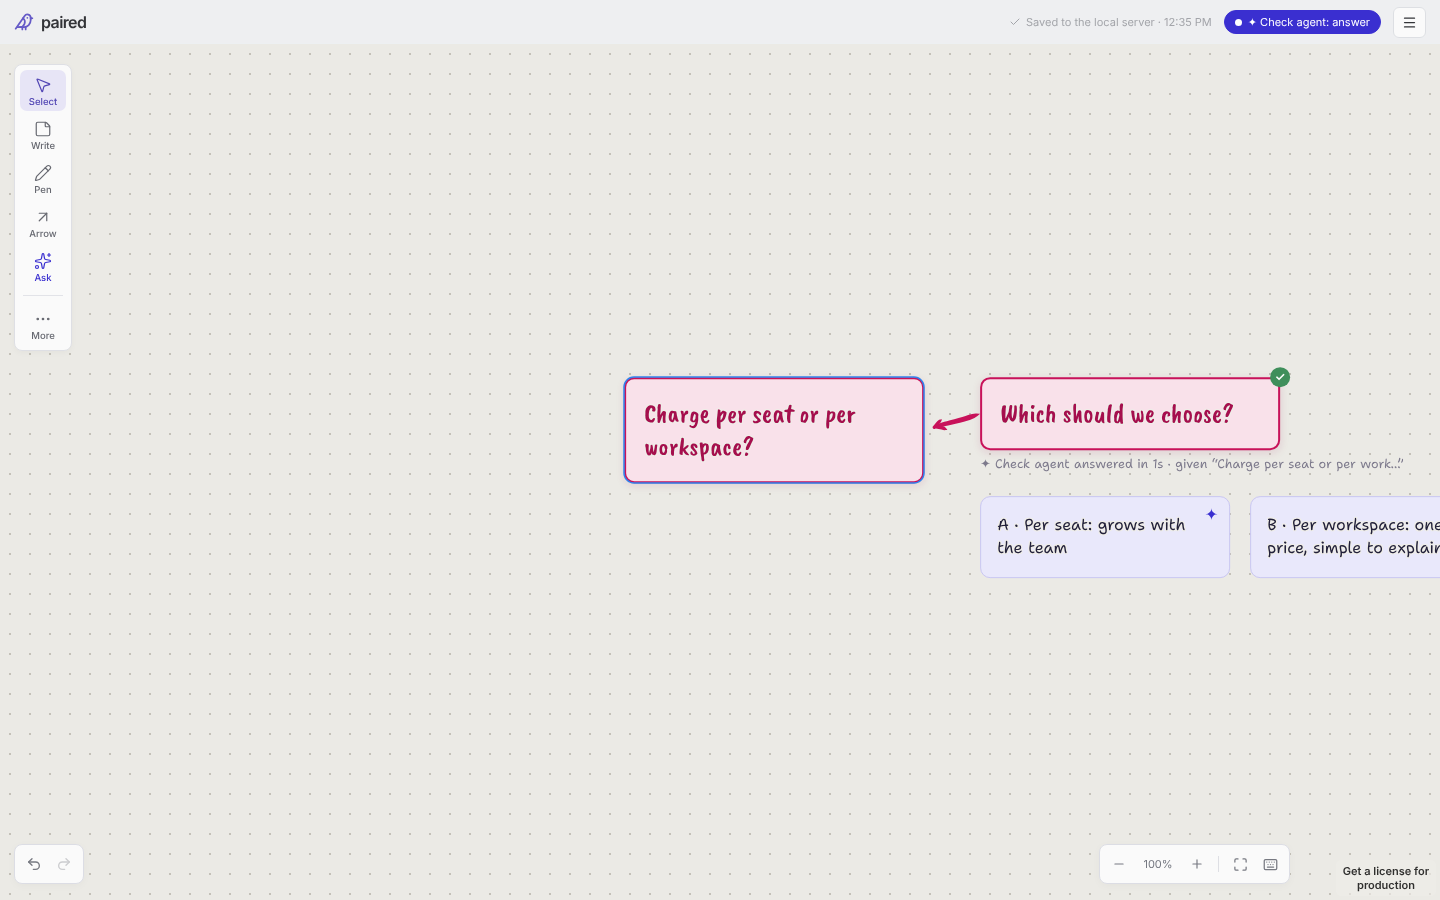 paired
Saved to the local server · 12:35 PM
✦ Check agent: answer
Select
Write
Pen
Arrow
Ask
More
Charge per seat or per
workspace?
Which should we choose?
✦ Check agent answered in 1s · given “Charge per seat or per work…”
A · Per seat: grows with
the team
B · Per workspace: one
price, simple to explain
100%
Get a license for
production